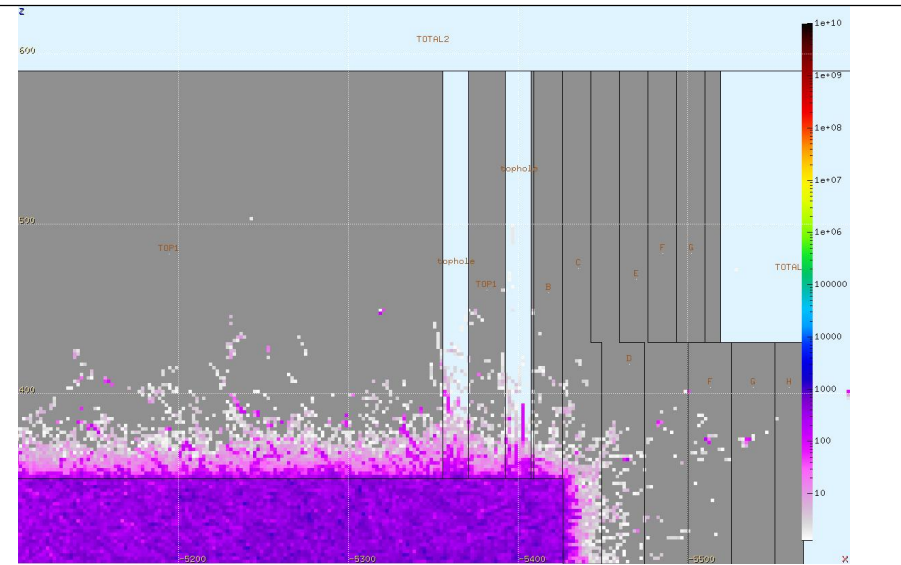 Z
TOTAL2
600
1e+10
1e+09
1e+08
tophole
1e+07
500
TOP1
F
G
1e+06
tophole
C
TOTAL
E
TOP1
B
100000
10000
D
400
F
G
H
1000
100
10
-5200
-5300
-5400
-5500
X